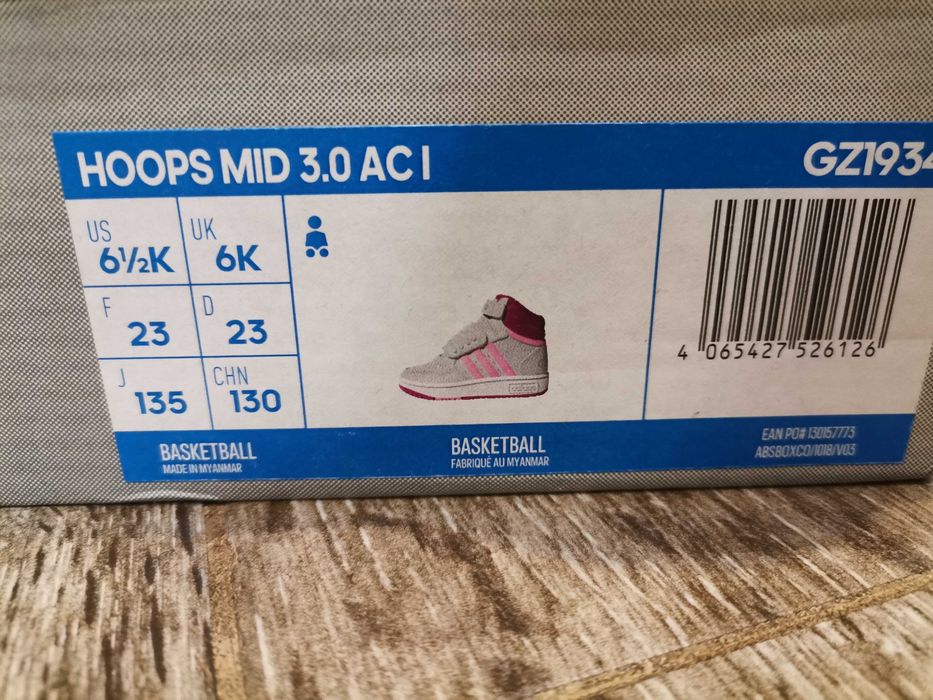 HOOPS MID 3.0 AC I
GZ1934
US
6½K
UK
6K
F
23
D
23
J
135
CHN
130
4 065427 526126
BASKETBALL
MADE IN MYANMAR
BASKETBALL
FABRIQUÉ AU MYANMAR
EAN PO# 130157773
ABSBOXCO/1018/V03
adidas